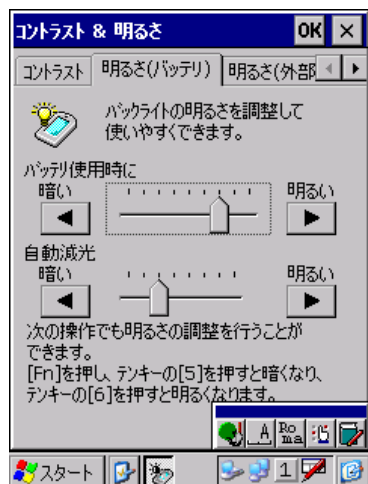 コントラスト & 明るさ OK ×
コントラスト 明るさ(バッテリ) 明るさ(外部
バックライトの明るさを調整して
使いやすくできます。
バッテリ使用時に
暗い 明るい
自動減光
暗い 明るい
次の操作でも明るさの調整を行うことが
できます。
[Fn]を押し、テンキーの[5]を押すと暗くなり、
テンキーの[6]を押すと明るくなります。
A Roma
スタート 1